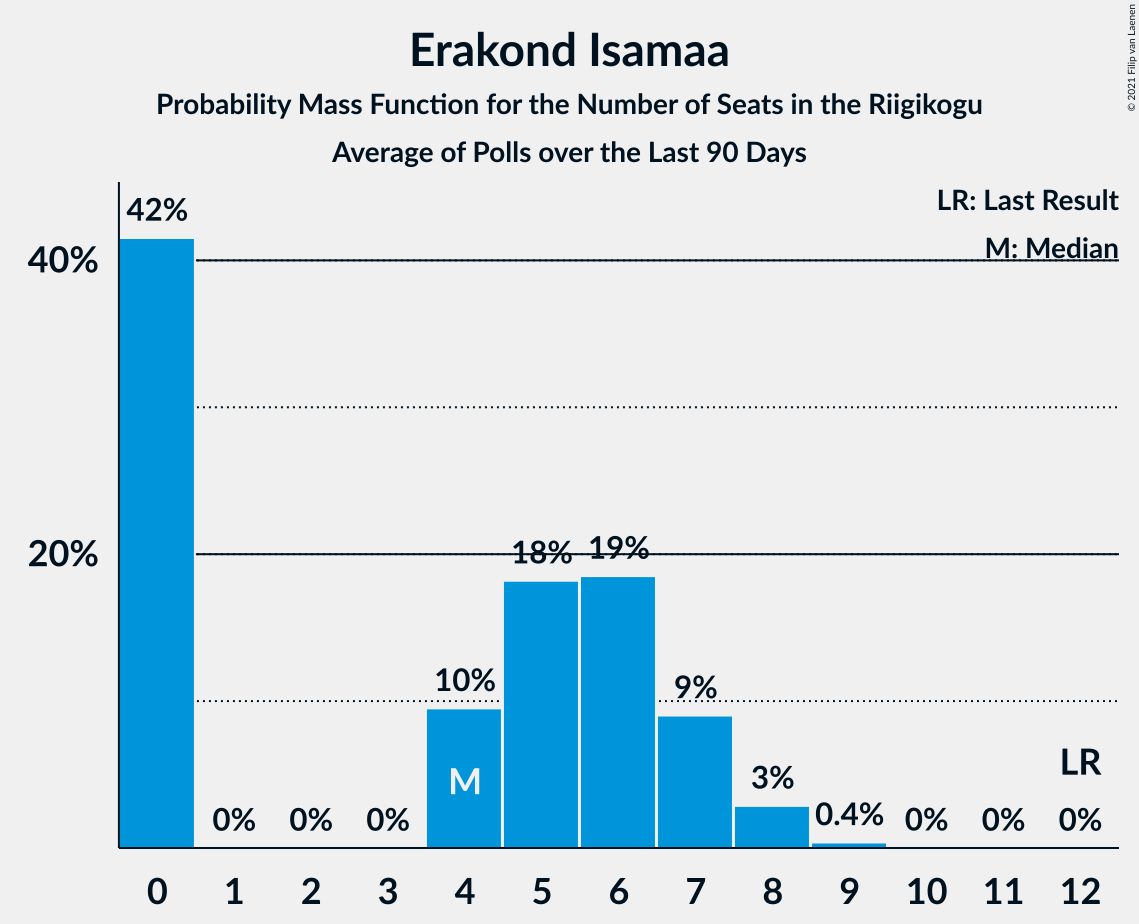 Erakond Isamaa
Probability Mass Function for the Number of Seats in the Riigikogu
Average of Polls over the Last 90 Days
© 2021 Filip van Laenen
LR: Last Result
M: Median
42%
40%
20%
18%
19%
10%
9%
M
3%
LR
0%
0%
0%
0.4%
0%
0%
0%
0 1 2 3 4 5 6 7 8 9 10 11 12